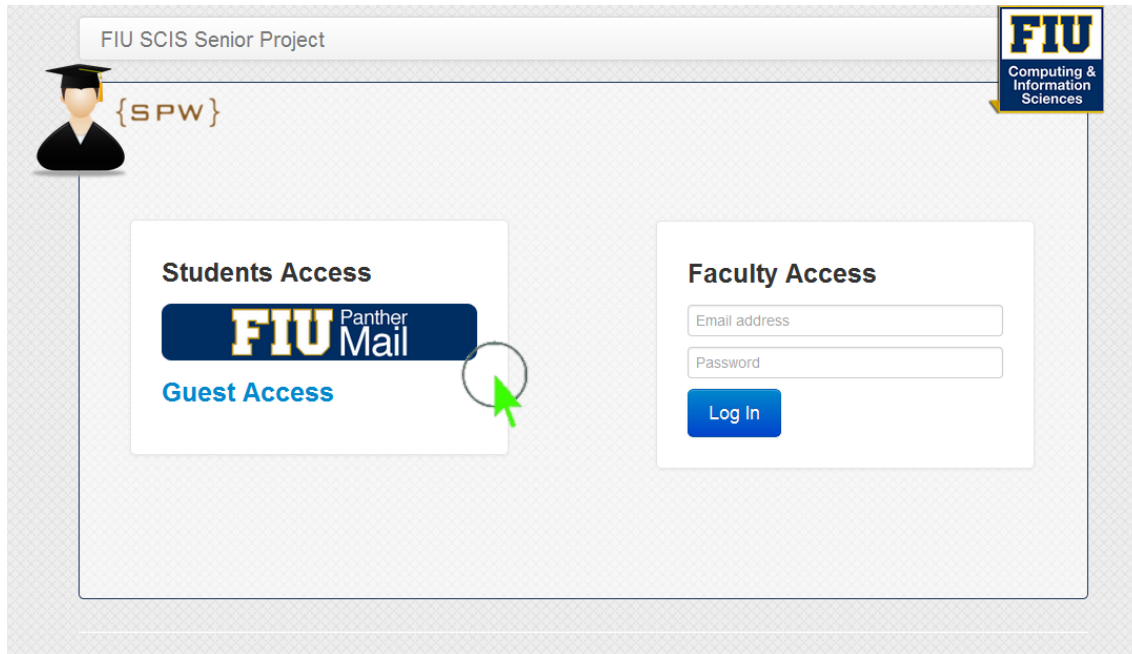 FIU SCIS Senior Project
FIU
Computing &
Information
Sciences
{SPW}
Students Access
FIU Panther Mail
Guest Access
Faculty Access
Email address
Password
Log In